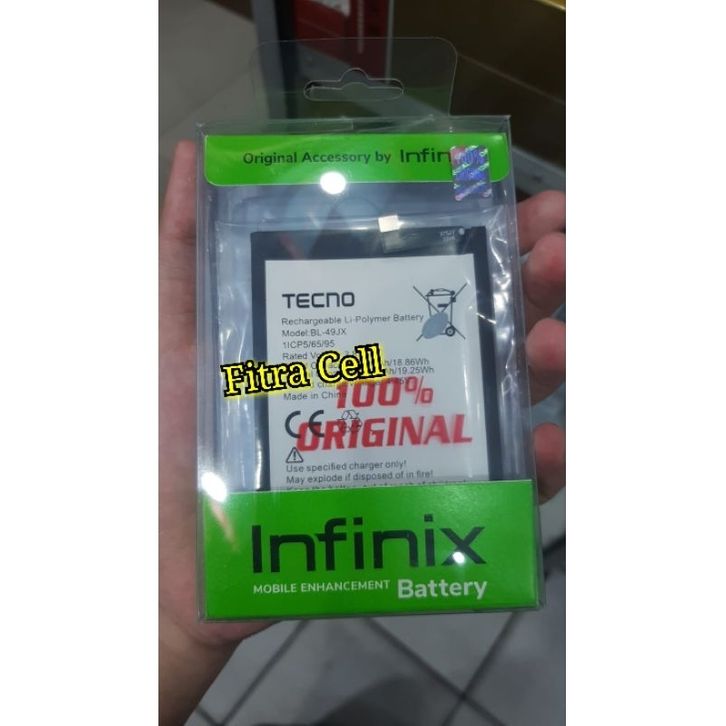 Original Accessory by Infinix
TECNO
Rechargeable Li-Polymer Battery
Model:BL-49JX
1ICP5/65/95
Rated
Fitra Cell
18.86Wh
19.25Wh
Made in China
100%
ORIGINAL
CE
Use specified charger only!
May explode if disposed of in fire!
Infinix
MOBILE ENHANCEMENT Battery